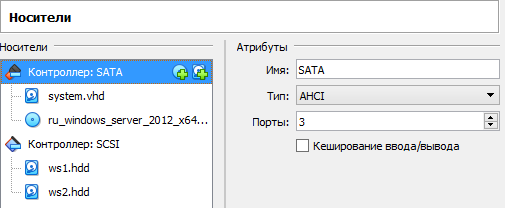 Носители
Носители
Контроллер: SATA
system.vhd
ru_windows_server_2012_x64...
Контроллер: SCSI
ws1.hdd
ws2.hdd
Атрибуты
Имя: SATA
Тип: AHCI
Порты: 3
Кеширование ввода/вывода